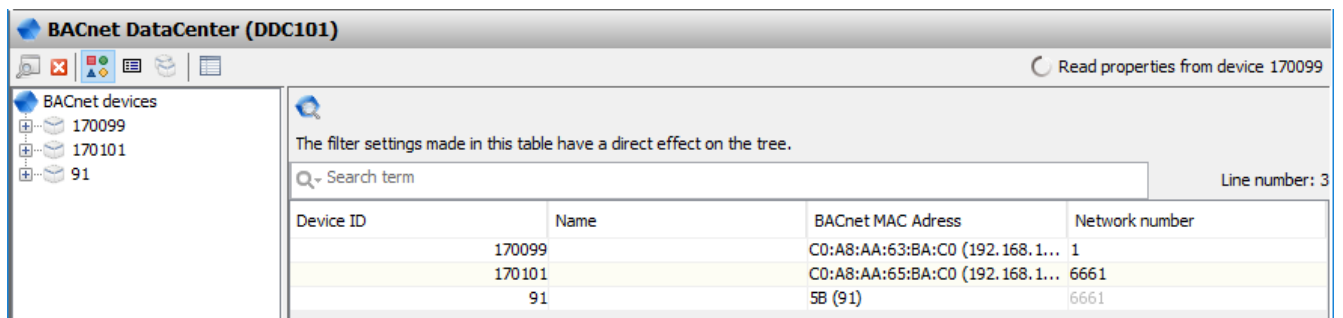 BACnet DataCenter (DDC101)
Read properties from device 170099
BACnet devices
170099
170101
91
The filter settings made in this table have a direct effect on the tree.
Search term
Line number: 3
Device ID Name BACnet MAC Adress Network number
170099 C0:A8:AA:63:BA:C0 (192.168.1... 1
170101 C0:A8:AA:65:BA:C0 (192.168.1... 6661
91 5B (91) 6661